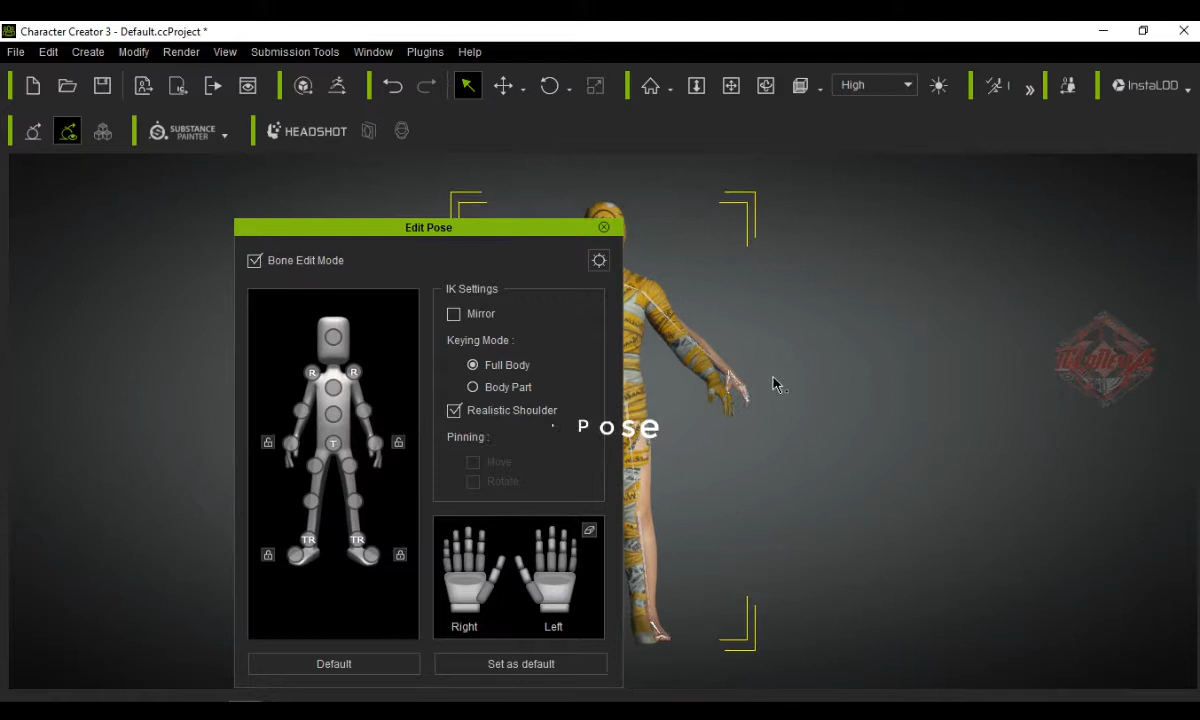 Character Creator 3 - Default.ccProject *
File Edit Create Modify Render View Submission Tools Window Plugins Help
High
InstaLOD
SUBSTANCE PAINTER
HEADSHOT
Edit Pose
Bone Edit Mode
IK Settings
Mirror
Keying Mode :
Full Body
Body Part
Realistic Shoulder
Pinning :
Move
Rotate
R R
T
TR TR
Right Left
Default Set as default
Pose